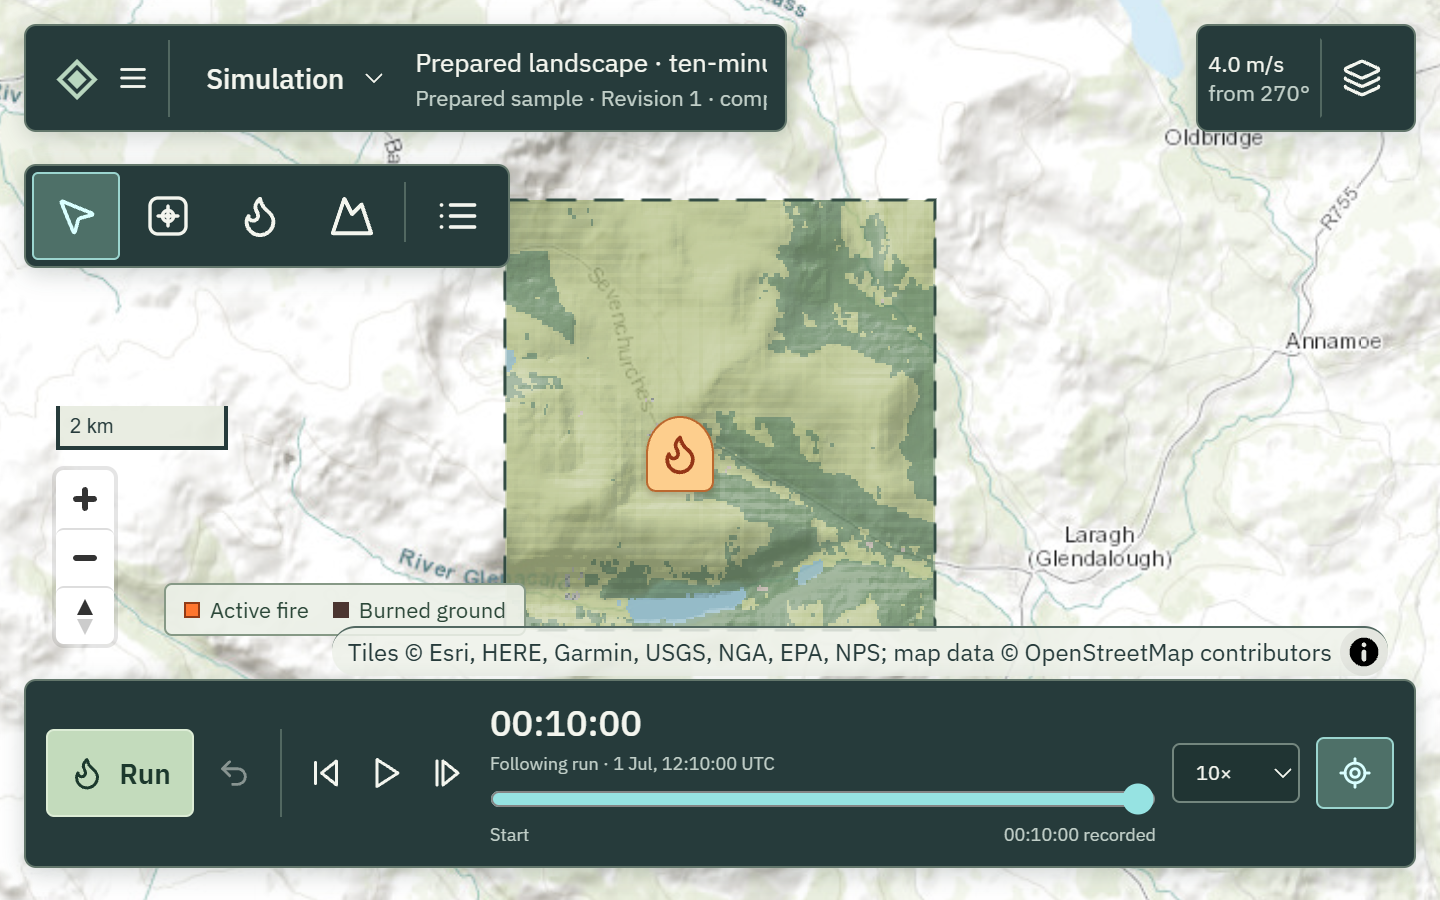 Simulation
Prepared landscape · ten-minu
Prepared sample · Revision 1 · comp
4.0 m/s
from 270°
Oldbridge
R755
Sevenchurches
Annamoe
2 km
Laragh
(Glendalough)
River
Active fire
Burned ground
Tiles © Esri, HERE, Garmin, USGS, NGA, EPA, NPS; map data © OpenStreetMap contributors
Run
00:10:00
Following run · 1 Jul, 12:10:00 UTC
10×
Start
00:10:00 recorded